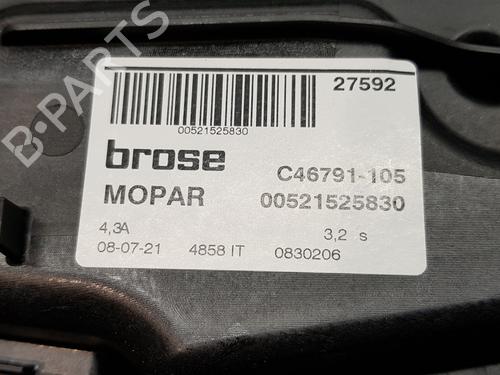 27592
00521525830
brose
C46791-105
MOPAR
00521525830
4,3A
3,2 s
08-07-21
4858 IT
0830206
B-PARTS